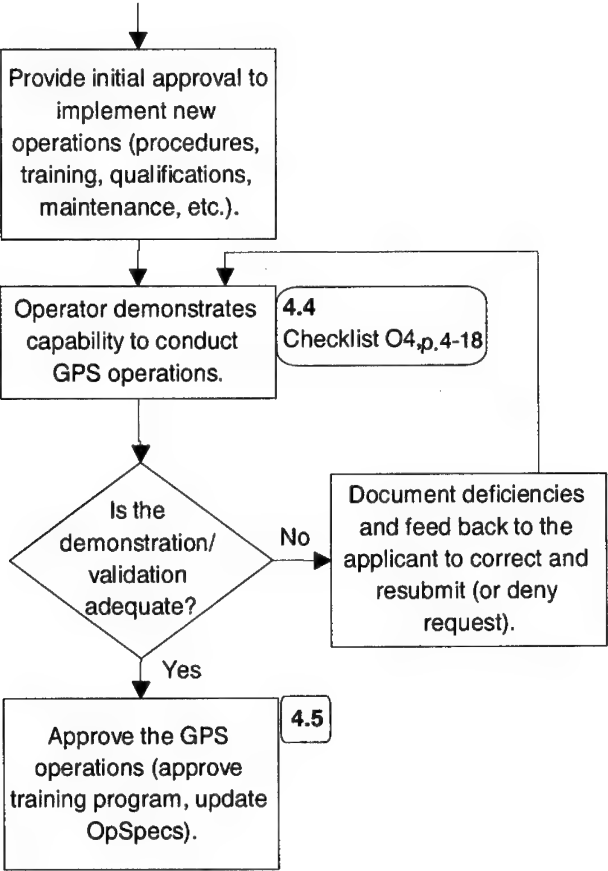 Provide initial approval to
implement new
operations (procedures,
training, qualifications,
maintenance, etc.).
Operator demonstrates
capability to conduct
GPS operations.
4.4
Checklist O4,p.4-18
Is the
demonstration/
validation
adequate?
No
Document deficiencies
and feed back to the
applicant to correct and
resubmit (or deny
request).
Yes
Approve the GPS
operations (approve
training program, update
OpSpecs).
4.5